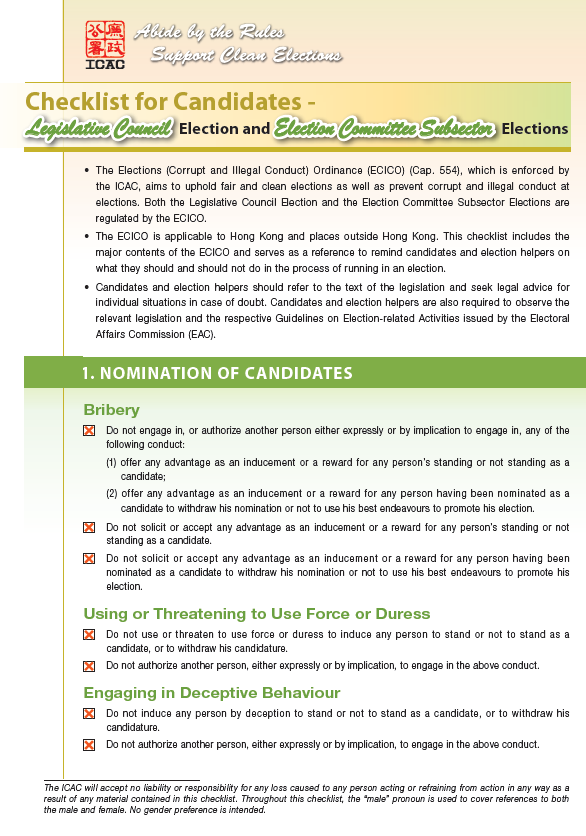 廉政公署
ICAC
Abide by the Rules
Support Clean Elections
Checklist for Candidates -
Legislative Council Election and Election Committee Subsector Elections
• The Elections (Corrupt and Illegal Conduct) Ordinance (ECICO) (Cap. 554), which is enforced by
the ICAC, aims to uphold fair and clean elections as well as prevent corrupt and illegal conduct at
elections. Both the Legislative Council Election and the Election Committee Subsector Elections are
regulated by the ECICO.
• The ECICO is applicable to Hong Kong and places outside Hong Kong. This checklist includes the
major contents of the ECICO and serves as a reference to remind candidates and election helpers on
what they should and should not do in the process of running in an election.
• Candidates and election helpers should refer to the text of the legislation and seek legal advice for
individual situations in case of doubt. Candidates and election helpers are also required to observe the
relevant legislation and the respective Guidelines on Election-related Activities issued by the Electoral
Affairs Commission (EAC).
1. NOMINATION OF CANDIDATES
Bribery
Do not engage in, or authorize another person either expressly or by implication to engage in, any of the
following conduct:
(1) offer any advantage as an inducement or a reward for any person's standing or not standing as a
candidate;
(2) offer any advantage as an inducement or a reward for any person having been nominated as a
candidate to withdraw his nomination or not to use his best endeavours to promote his election.
Do not solicit or accept any advantage as an inducement or a reward for any person's standing or not
standing as a candidate.
Do not solicit or accept any advantage as an inducement or a reward for any person having been
nominated as a candidate to withdraw his nomination or not to use his best endeavours to promote his
election.
Using or Threatening to Use Force or Duress
Do not use or threaten to use force or duress to induce any person to stand or not to stand as a
candidate, or to withdraw his candidature.
Do not authorize another person, either expressly or by implication, to engage in the above conduct.
Engaging in Deceptive Behaviour
Do not induce any person by deception to stand or not to stand as a candidate, or to withdraw his
candidature.
Do not authorize another person, either expressly or by implication, to engage in the above conduct.
The ICAC will accept no liability or responsibility for any loss caused to any person acting or refraining from action in any way as a
result of any material contained in this checklist. Throughout this checklist, the "male" pronoun is used to cover references to both
the male and female. No gender preference is intended.